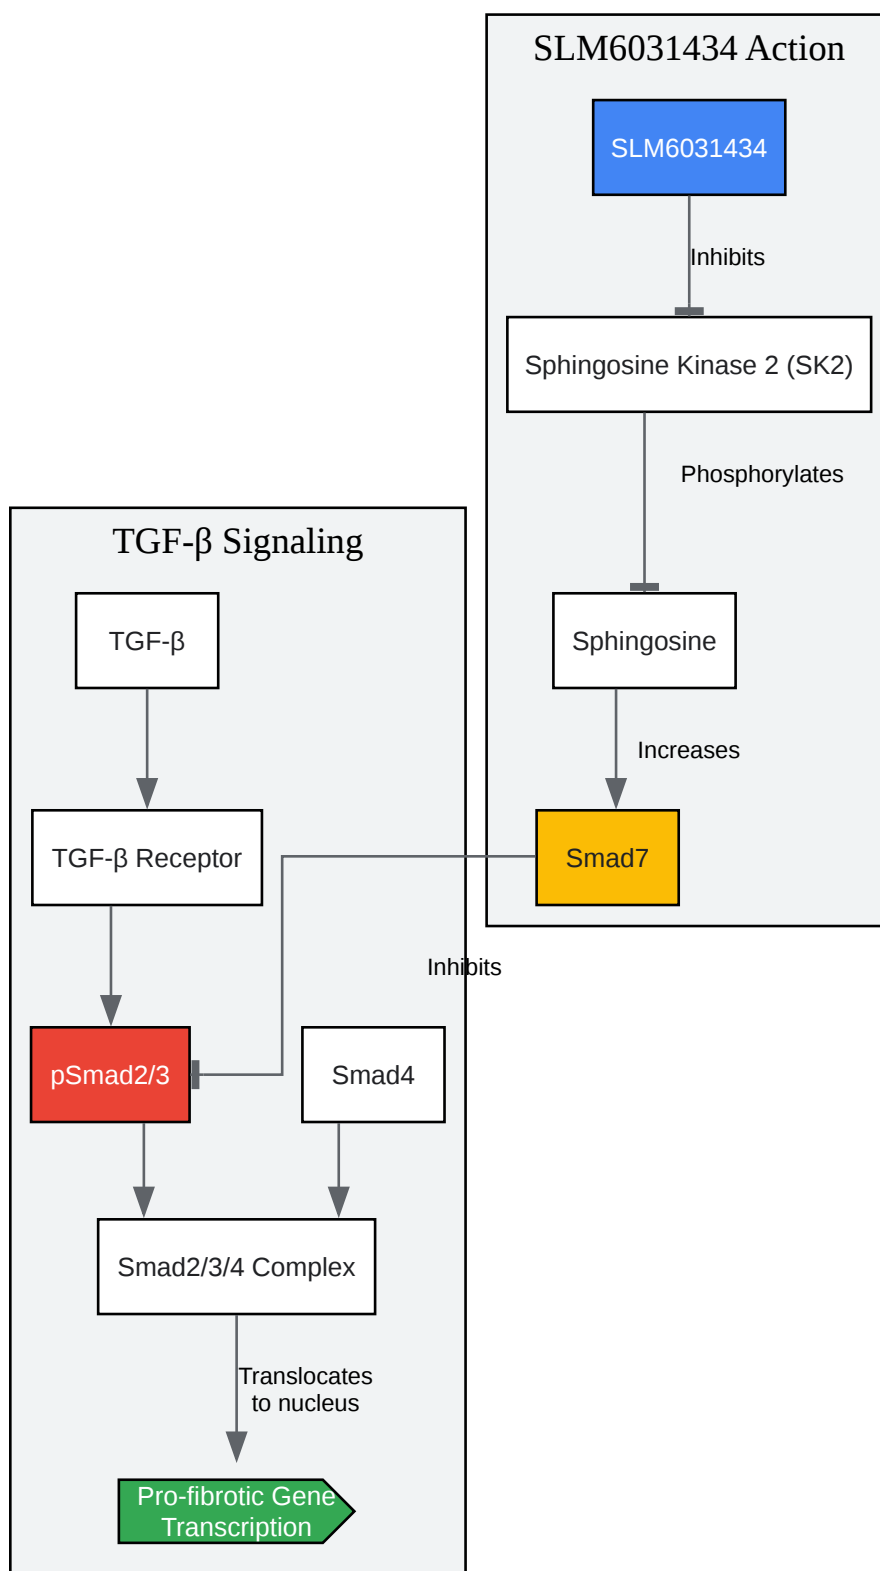 SLM6031434 Action
SLM6031434
Inhibits
Sphingosine Kinase 2 (SK2)
Phosphorylates
Sphingosine
Increases
Smad7
TGF-β Signaling
TGF-β
TGF-β Receptor
Inhibits
pSmad2/3
Smad4
Smad2/3/4 Complex
Translocates
to nucleus
Pro-fibrotic Gene
Transcription